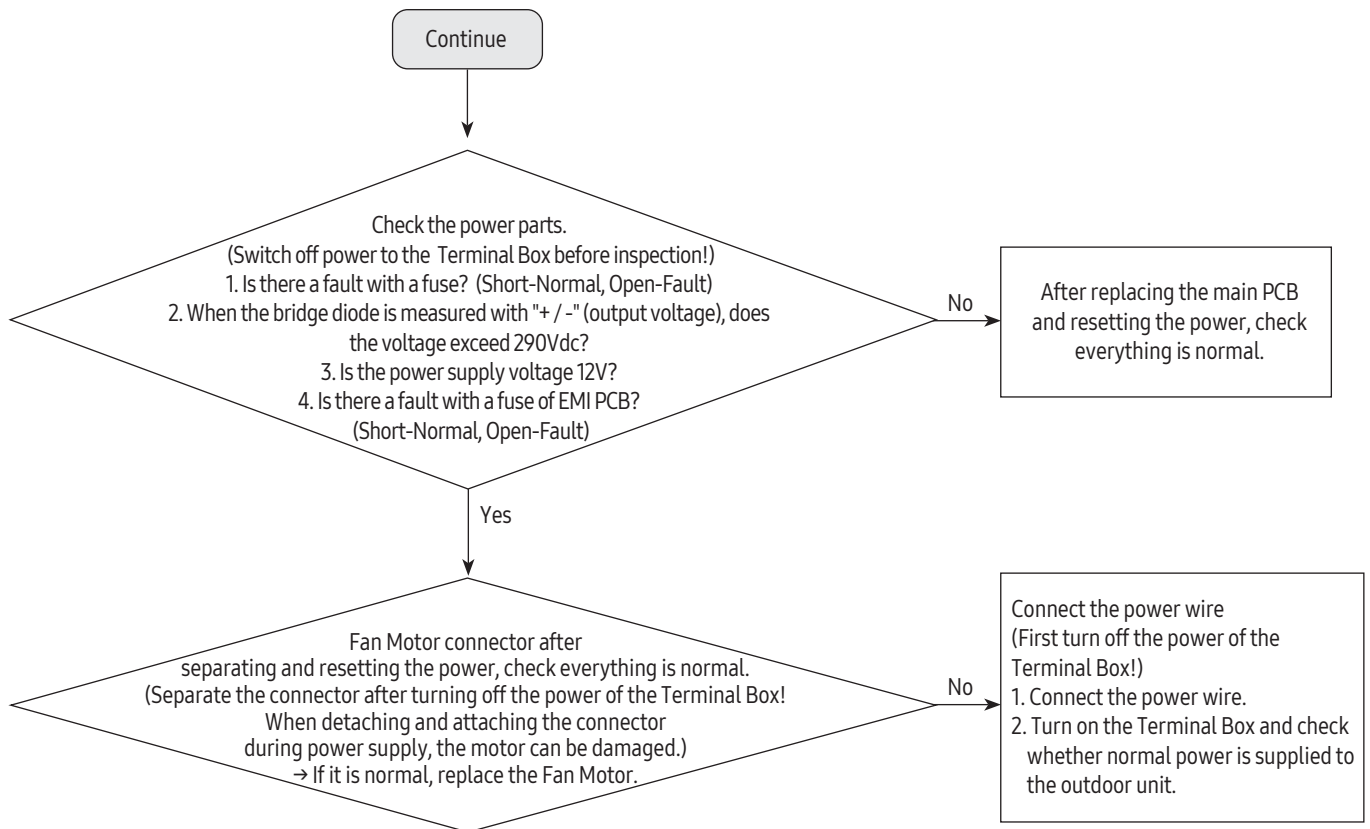 Continue
Check the power parts.
(Switch off power to the Terminal Box before inspection!)
1. Is there a fault with a fuse? (Short-Normal, Open-Fault)
2. When the bridge diode is measured with "+ / -" (output voltage), does
the voltage exceed 290Vdc?
3. Is the power supply voltage 12V?
4. Is there a fault with a fuse of EMI PCB?
(Short-Normal, Open-Fault)
No
After replacing the main PCB
and resetting the power, check
everything is normal.
Yes
Fan Motor connector after
separating and resetting the power, check everything is normal.
(Separate the connector after turning off the power of the Terminal Box!
When detaching and attaching the connector
during power supply, the motor can be damaged.)
→ If it is normal, replace the Fan Motor.
No
Connect the power wire
(First turn off the power of the
Terminal Box!)
1. Connect the power wire.
2. Turn on the Terminal Box and check
whether normal power is supplied to
the outdoor unit.